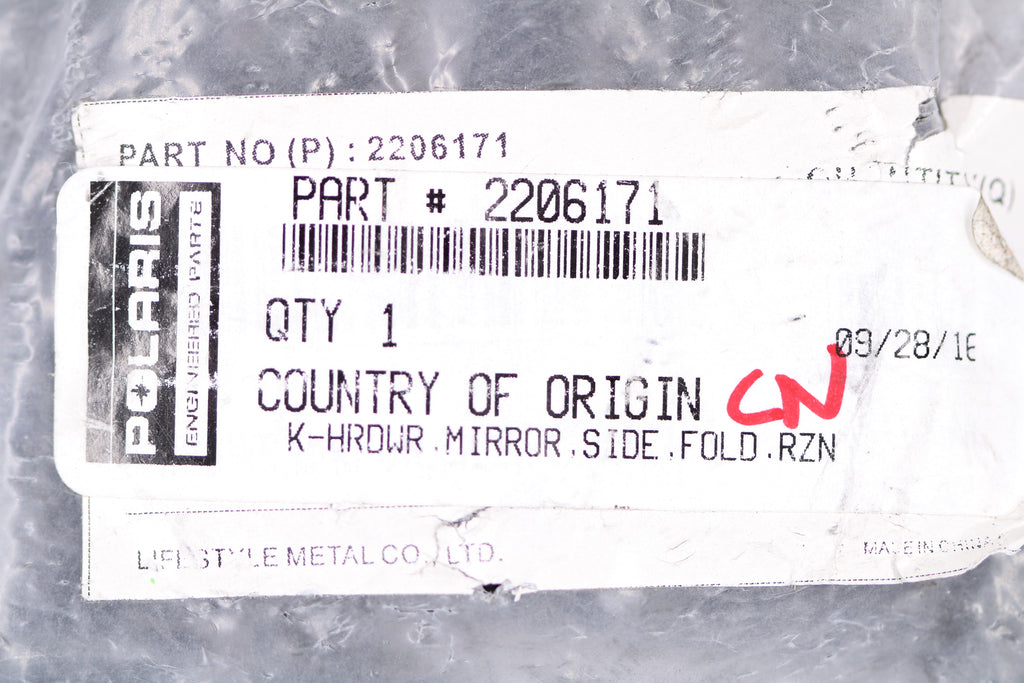 PART NO(P):2206171
QUANTITY(Q)
POLARIS
ENGINEERED PARTS
PART # 2206171
QTY 1
09/28/16
COUNTRY OF ORIGIN CN
K-HRDWR,MIRROR,SIDE,FOLD,RZN
LIFESTYLE METAL CO., LTD.
MADE IN CHINA